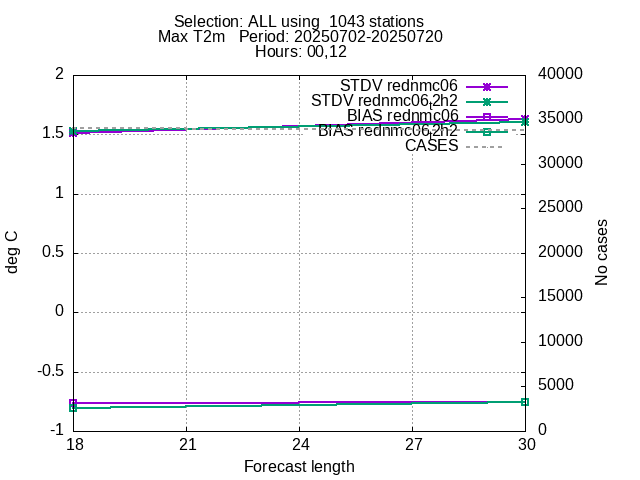 Selection: ALL using  1043 stations
Max T2m   Period: 20250702-20250720
Hours: 00,12
STDV rednmc06
STDV rednmc06t2h2
BIAS rednmc06
BIAS rednmc06t2h2
CASES
2
1.5
1
0.5
0
-0.5
-1
deg C
40000
35000
30000
25000
20000
15000
10000
5000
0
No cases
18 21 24 27 30
Forecast length